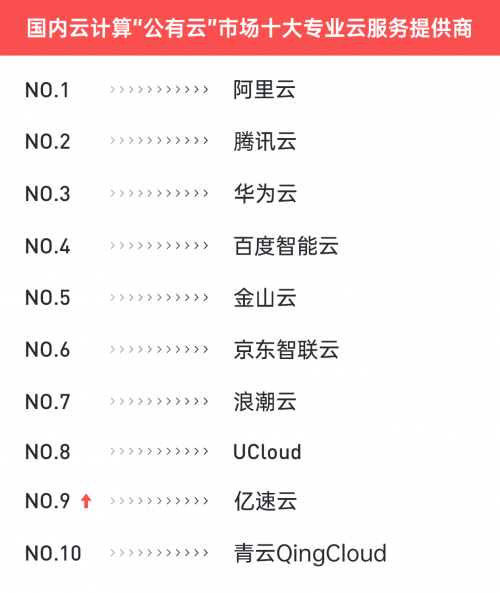 国内云计算“公有云”市场十大专业云服务提供商
NO.1 阿里云
NO.2 腾讯云
NO.3 华为云
NO.4 百度智能云
NO.5 金山云
NO.6 京东智联云
NO.7 浪潮云
NO.8 UCloud
NO.9 亿速云
NO.10 青云QingCloud